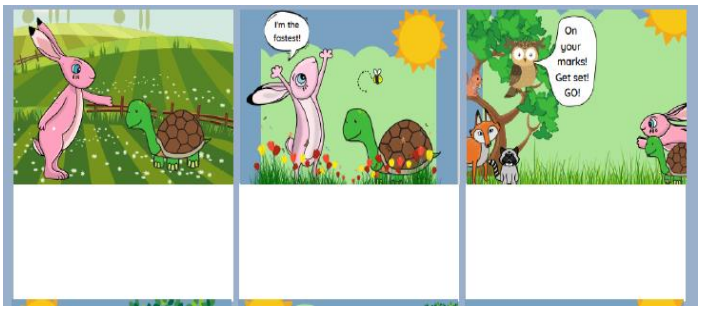 I'm the
fastest!
On
your
marks!
Get set!
GO!